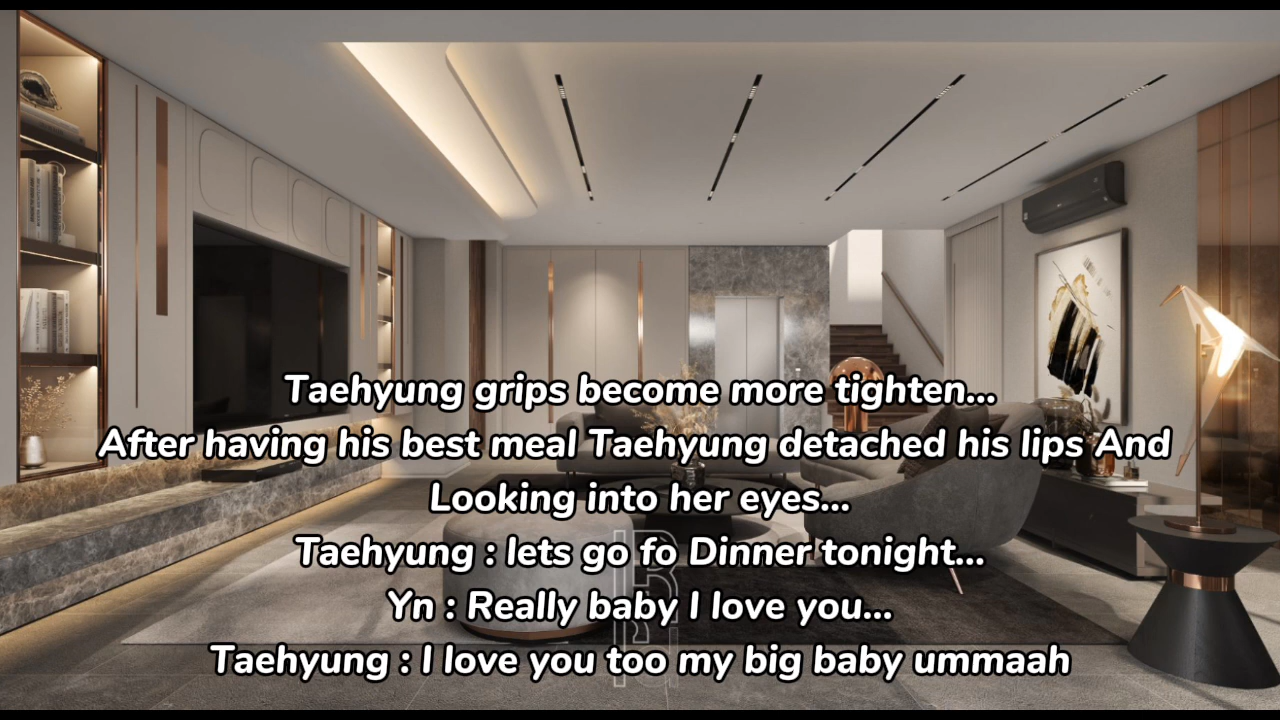 Taehyung grips become more tighten...
After having his best meal Taehyung detached his lips And
Looking into her eyes...
Taehyung : lets go fo Dinner tonight...
Yn : Really baby I love you...
Taehyung : I love you too my big baby ummaah